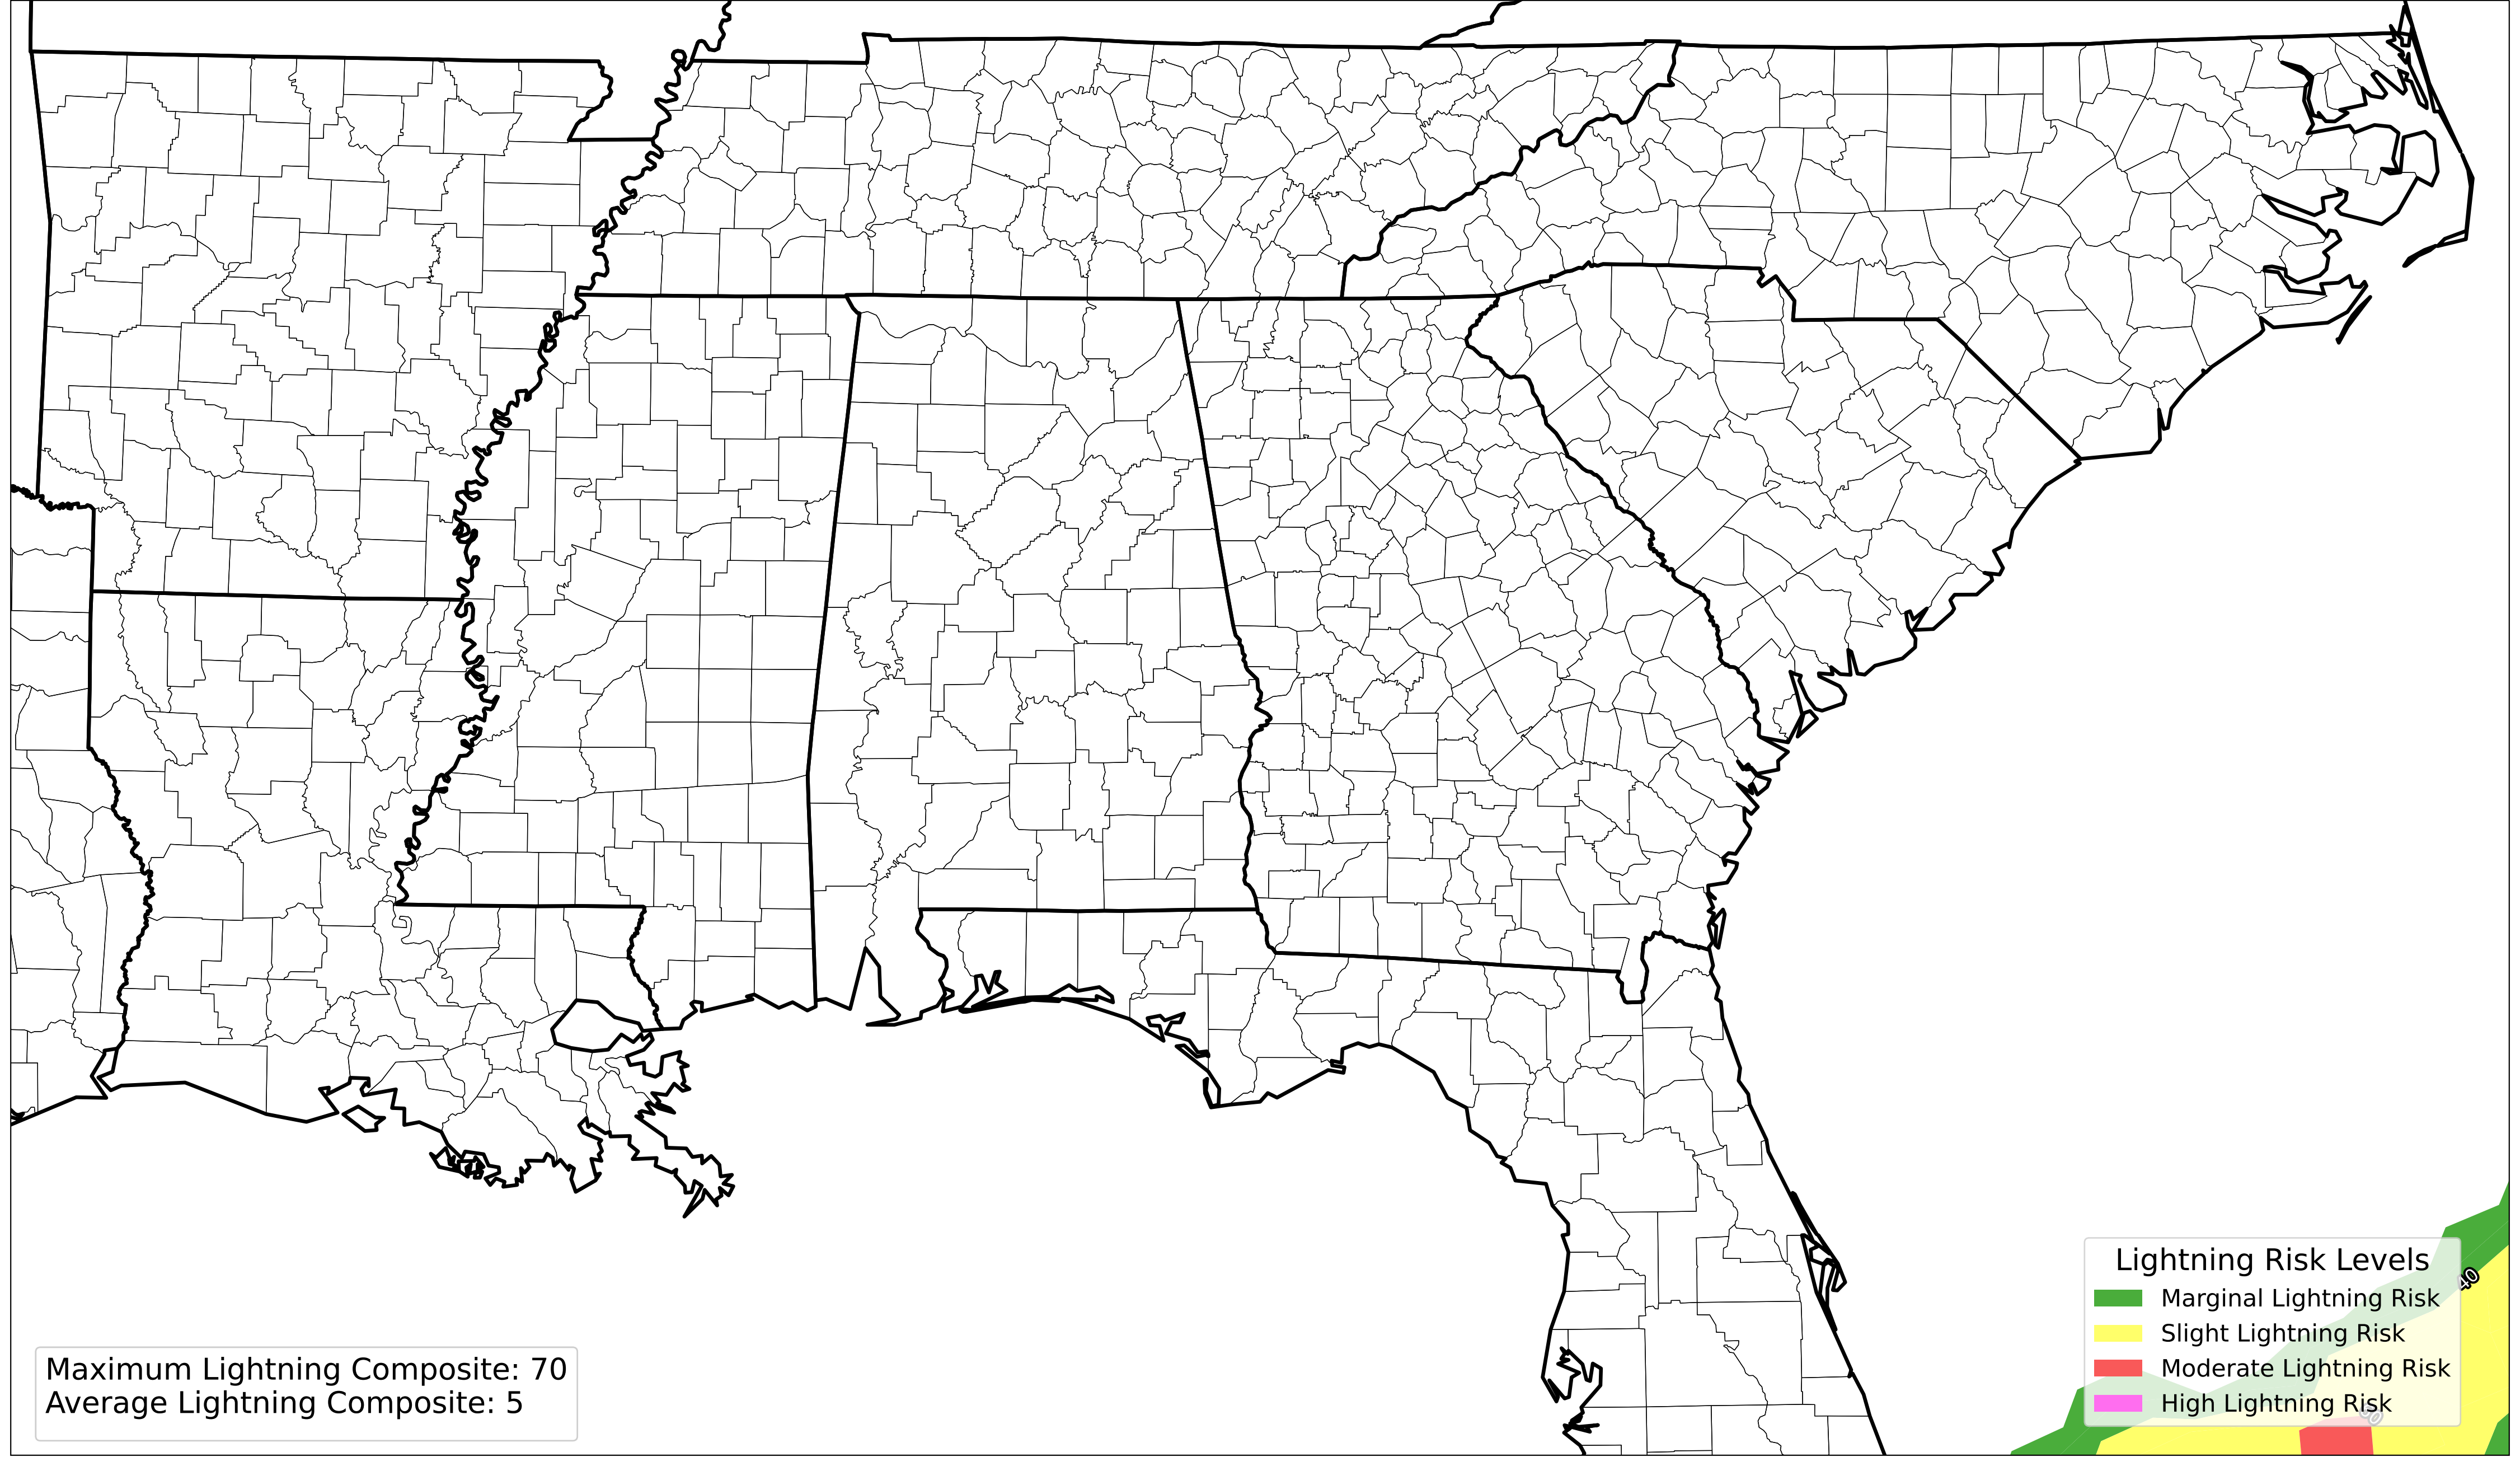 40
Lightning Risk Levels
Marginal Lightning Risk
Slight Lightning Risk
Moderate Lightning Risk
High Lightning Risk
Maximum Lightning Composite: 70
Average Lightning Composite: 5